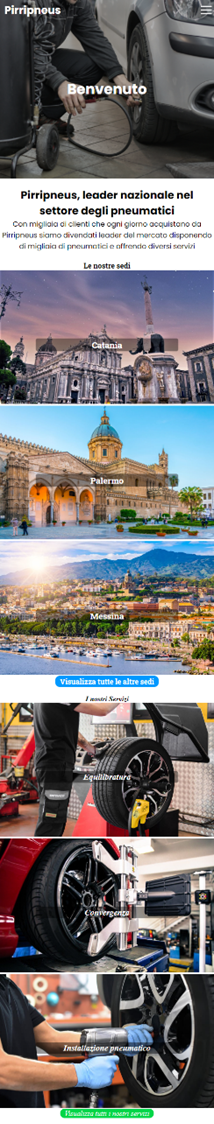 Pirripneus
Benvenuto
Pirripneus, leader nazionale nel
settore degli pneumatici
Con migliaia di clienti che ogni giorno acquistano da
Pirripneus siamo divendati leader del mercato disponendo
di migliaia di pneumatici e offrendo diversi servizi
Le nostre sedi
Catania
Palermo
Messina
Visualizza tutte le altre sedi
I nostri Servizi
Equilibratura
Convergenza
Installazione pneumatico
Visualizza tutti i nostri servizi